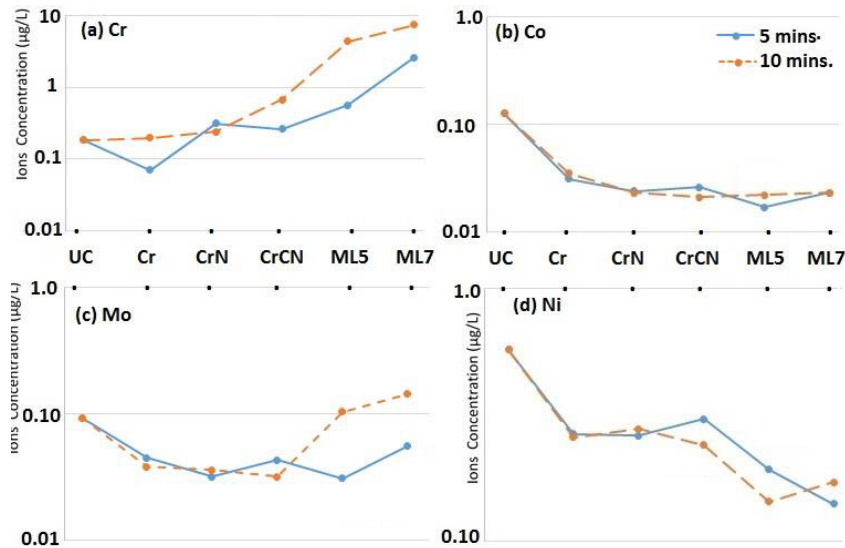 10
(a) Cr
1
0.1
0.01
Ions Concentration (µg/L)
1.0
(b) Co
5 mins·
10 mins.
0.10
0.01
UC Cr CrN CrCN ML5 ML7
UC Cr CrN CrCN ML5 ML7
1.0
(c) Mo
0.10
0.01
Ions Concentration (µg/L)
1.0
(d) Ni
0.10
Ions Concentration (µg/L)